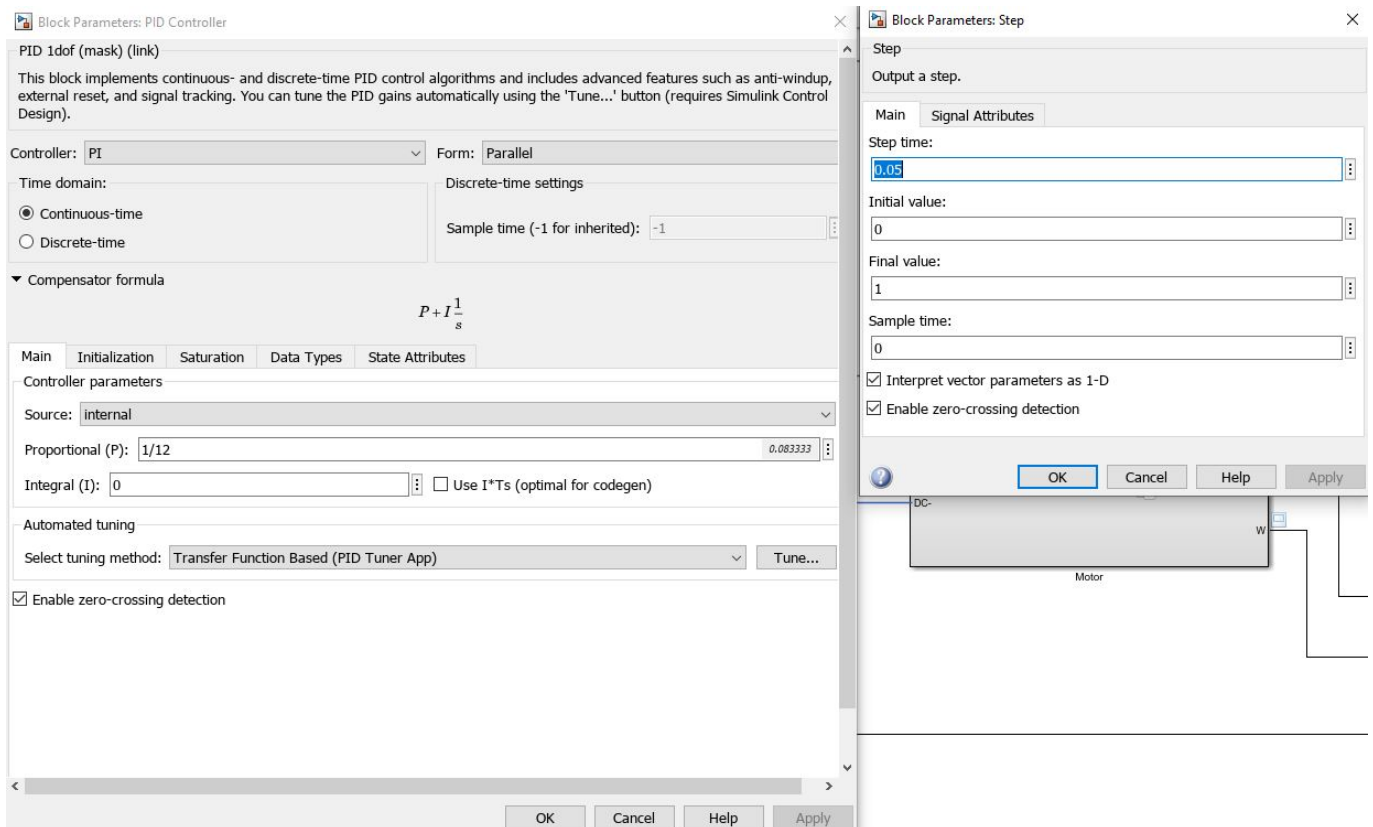 Block Parameters: PID Controller
PID 1dof (mask) (link)
This block implements continuous- and discrete-time PID control algorithms and includes advanced features such as anti-windup,
external reset, and signal tracking. You can tune the PID gains automatically using the 'Tune...' button (requires Simulink Control
Design).
Controller: PI
Form: Parallel
Time domain:
Continuous-time
Discrete-time
Discrete-time settings
Sample time (-1 for inherited): -1
Compensator formula
P + I 1/s
Main Initialization Saturation Data Types State Attributes
Controller parameters
Source: internal
Proportional (P): 1/12 0.083333
Integral (I): 0 Use I*Ts (optimal for codegen)
Automated tuning
Select tuning method: Transfer Function Based (PID Tuner App) Tune...
Enable zero-crossing detection
OK Cancel Help Apply
Block Parameters: Step
Step
Output a step.
Main Signal Attributes
Step time:
0.05
Initial value:
0
Final value:
1
Sample time:
0
Interpret vector parameters as 1-D
Enable zero-crossing detection
OK Cancel Help Apply
DC-
W
Motor